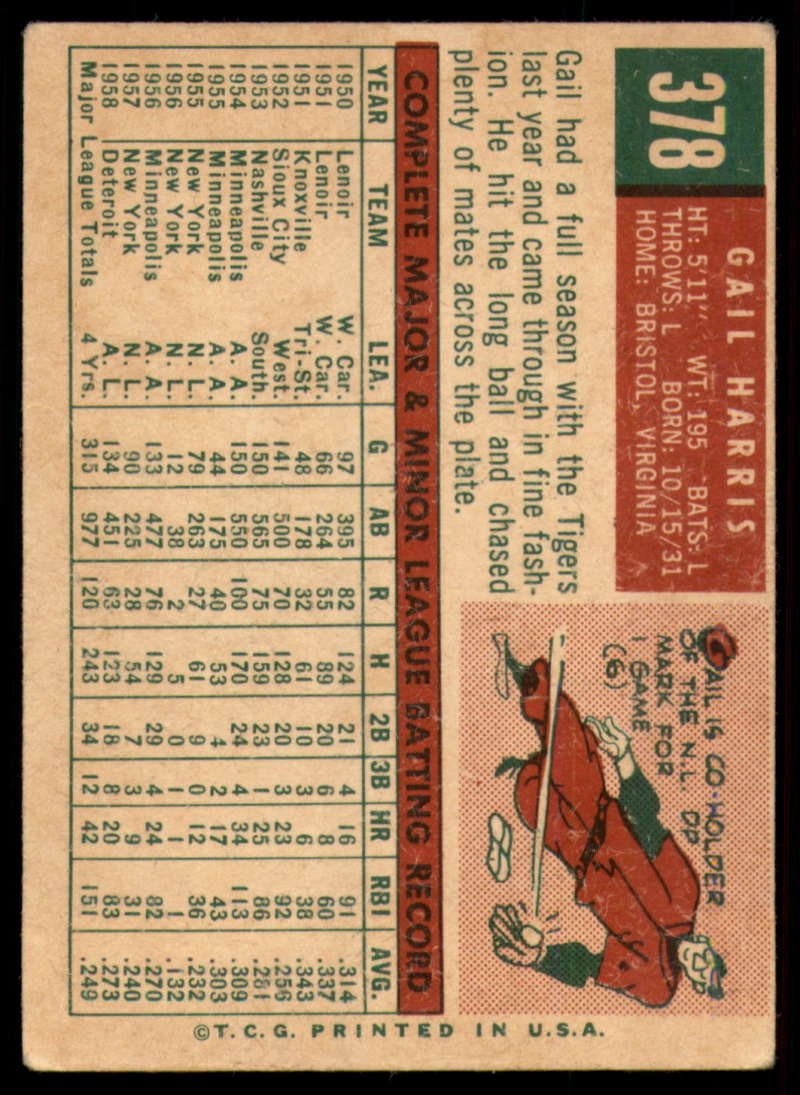 378
GAIL HARRIS
HT: 5'11" WT: 195 BATS: L
THROWS: L BORN: 10/15/31
HOME: BRISTOL, VIRGINIA
Gail had a full season with the Tigers
last year and came through in fine fash-
ion. He hit the long ball and chased
plenty of mates across the plate.
GAIL IS CO-HOLDER
OF THE N.L. DP
MARK FOR
1 GAME
(6)
COMPLETE MAJOR & MINOR LEAGUE BATTING RECORD
YEAR TEAM LEA. G AB R H 2B 3B HR RBI AVG.
1950 Lenoir W. Car. 97 395 82 124 21 4 16 91 .314
1951 Lenoir W. Car. 66 264 55 89 20 6 8 60 .337
1951 Knoxville Tri-St. 48 178 32 61 10 3 6 38 .343
1952 Sioux City West. 141 500 70 128 20 3 23 92 .256
1953 Nashville South. 150 565 75 159 23 1 25 86 .281
1954 Minneapolis A. A. 150 550 100 170 24 4 34 113 .309
1955 Minneapolis A. A. 44 175 40 53 4 2 17 43 .303
1955 New York N. L. 79 263 27 61 9 0 12 36 .232
1956 New York N. L. 12 38 2 5 0 1 1 1 .132
1956 Minneapolis A. A. 133 477 76 129 29 4 24 82 .270
1957 New York N. L. 90 225 28 54 7 3 9 31 .240
1958 Deteroit A. L. 134 451 63 123 18 8 20 83 .273
Major League Totals 4 Yrs. 315 977 120 243 34 12 42 151 .249
©T.C.G. PRINTED IN U.S.A.